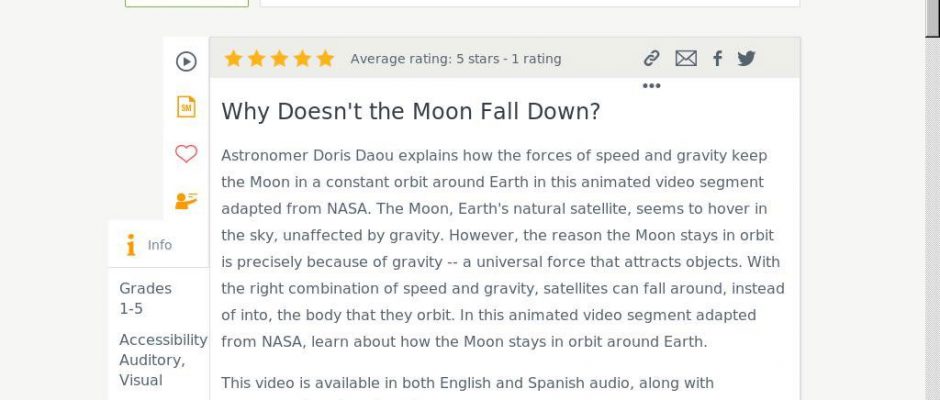 Average rating: 5 stars - 1 rating
SM
Why Doesn't the Moon Fall Down?
Astronomer Doris Daou explains how the forces of speed and gravity keep
the Moon in a constant orbit around Earth in this animated video segment
adapted from NASA. The Moon, Earth's natural satellite, seems to hover in
the sky, unaffected by gravity. However, the reason the Moon stays in orbit
is precisely because of gravity -- a universal force that attracts objects. With
the right combination of speed and gravity, satellites can fall around, instead
of into, the body that they orbit. In this animated video segment adapted
from NASA, learn about how the Moon stays in orbit around Earth.
This video is available in both English and Spanish audio, along with
Info
Grades
1-5
Accessibility
Auditory,
Visual